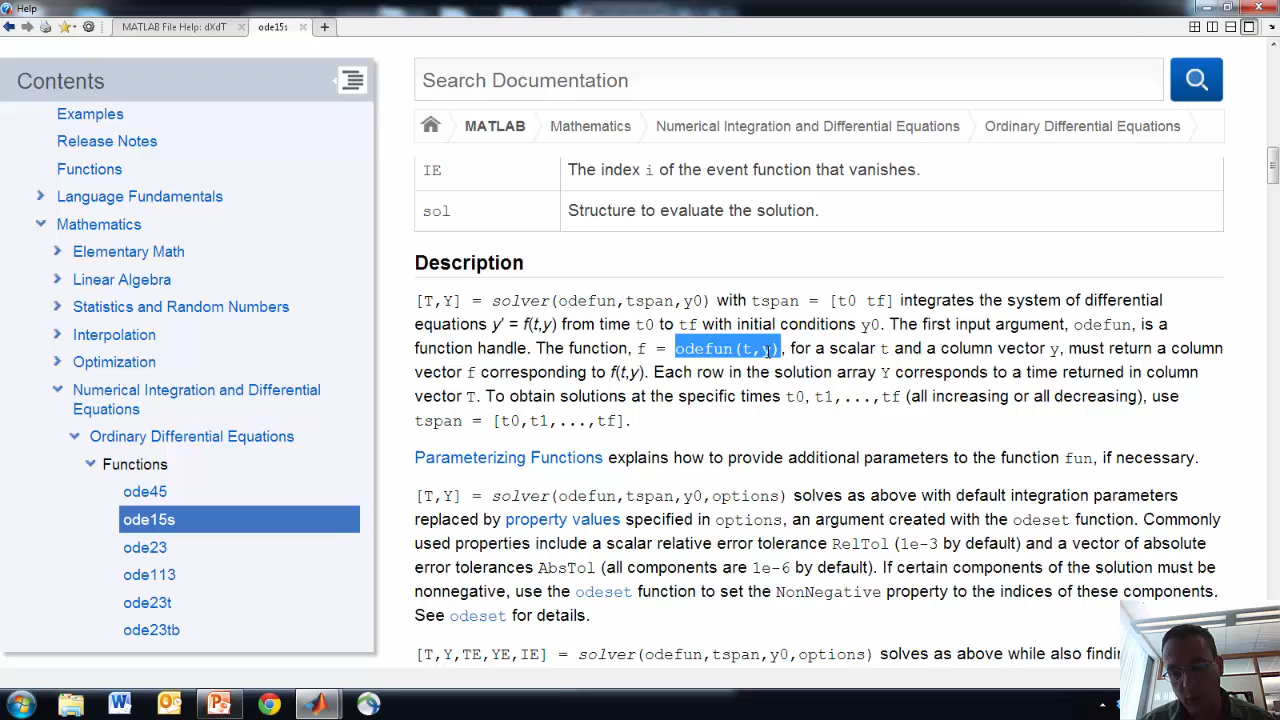 Help
MATLAB File Help: dXdT
ode15s
Contents
Examples
Release Notes
Functions
Language Fundamentals
Mathematics
Elementary Math
Linear Algebra
Statistics and Random Numbers
Interpolation
Optimization
Numerical Integration and Differential
Equations
Ordinary Differential Equations
Functions
ode45
ode15s
ode23
ode113
ode23t
ode23tb
Search Documentation
MATLAB Mathematics Numerical Integration and Differential Equations Ordinary Differential Equations
IE The index i of the event function that vanishes.
sol Structure to evaluate the solution.
Description
[T,Y] = solver(odefun,tspan,y0) with tspan = [t0 tf] integrates the system of differential
equations y' = f(t,y) from time t0 to tf with initial conditions y0. The first input argument, odefun, is a
function handle. The function, f = odefun(t,y), for a scalar t and a column vector y, must return a column
vector f corresponding to f(t,y). Each row in the solution array Y corresponds to a time returned in column
vector T. To obtain solutions at the specific times t0, t1,...,tf (all increasing or all decreasing), use
tspan = [t0,t1,...,tf].
Parameterizing Functions explains how to provide additional parameters to the function fun, if necessary.
[T,Y] = solver(odefun,tspan,y0,options) solves as above with default integration parameters
replaced by property values specified in options, an argument created with the odeset function. Commonly
used properties include a scalar relative error tolerance RelTol (1e-3 by default) and a vector of absolute
error tolerances AbsTol (all components are 1e-6 by default). If certain components of the solution must be
nonnegative, use the odeset function to set the NonNegative property to the indices of these components.
See odeset for details.
[T,Y,TE,YE,IE] = solver(odefun,tspan,y0,options) solves as above while also findin